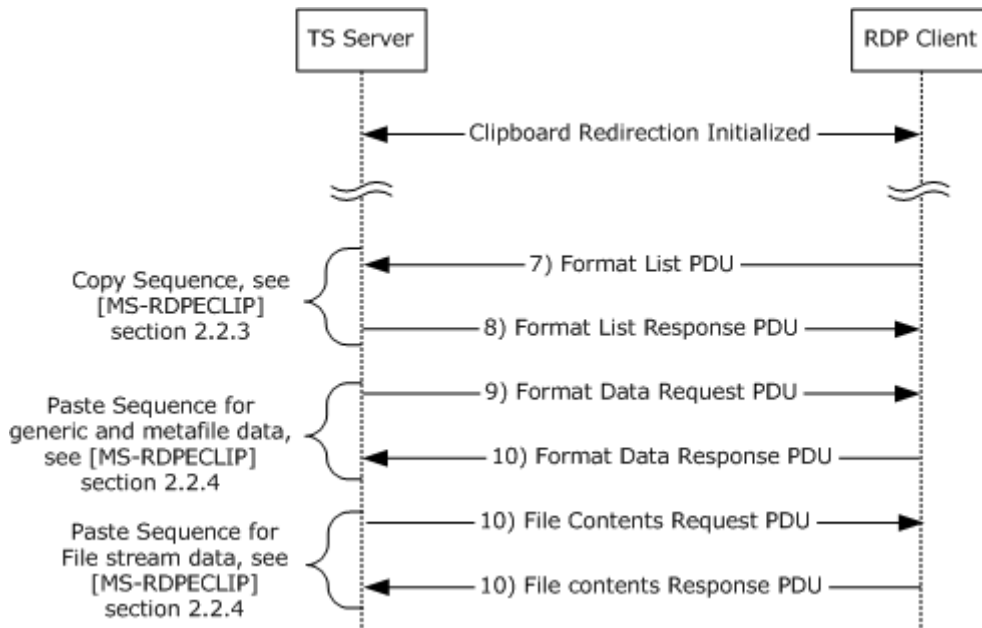 TS Server
RDP Client
Clipboard Redirection Initialized
Copy Sequence, see
[MS-RDPECLIP]
section 2.2.3
7) Format List PDU
8) Format List Response PDU
Paste Sequence for
generic and metafile data,
see [MS-RDPECLIP]
section 2.2.4
9) Format Data Request PDU
10) Format Data Response PDU
Paste Sequence for
File stream data, see
[MS-RDPECLIP]
section 2.2.4
10) File Contents Request PDU
10) File contents Response PDU